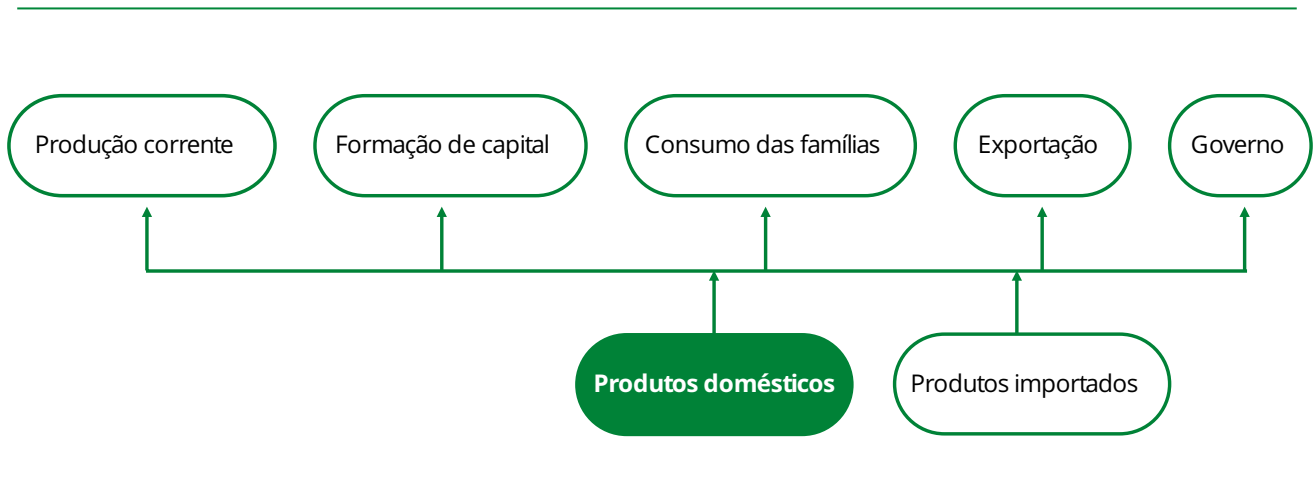 Produção corrente
Formação de capital
Consumo das famílias
Exportação
Governo
Produtos domésticos
Produtos importados